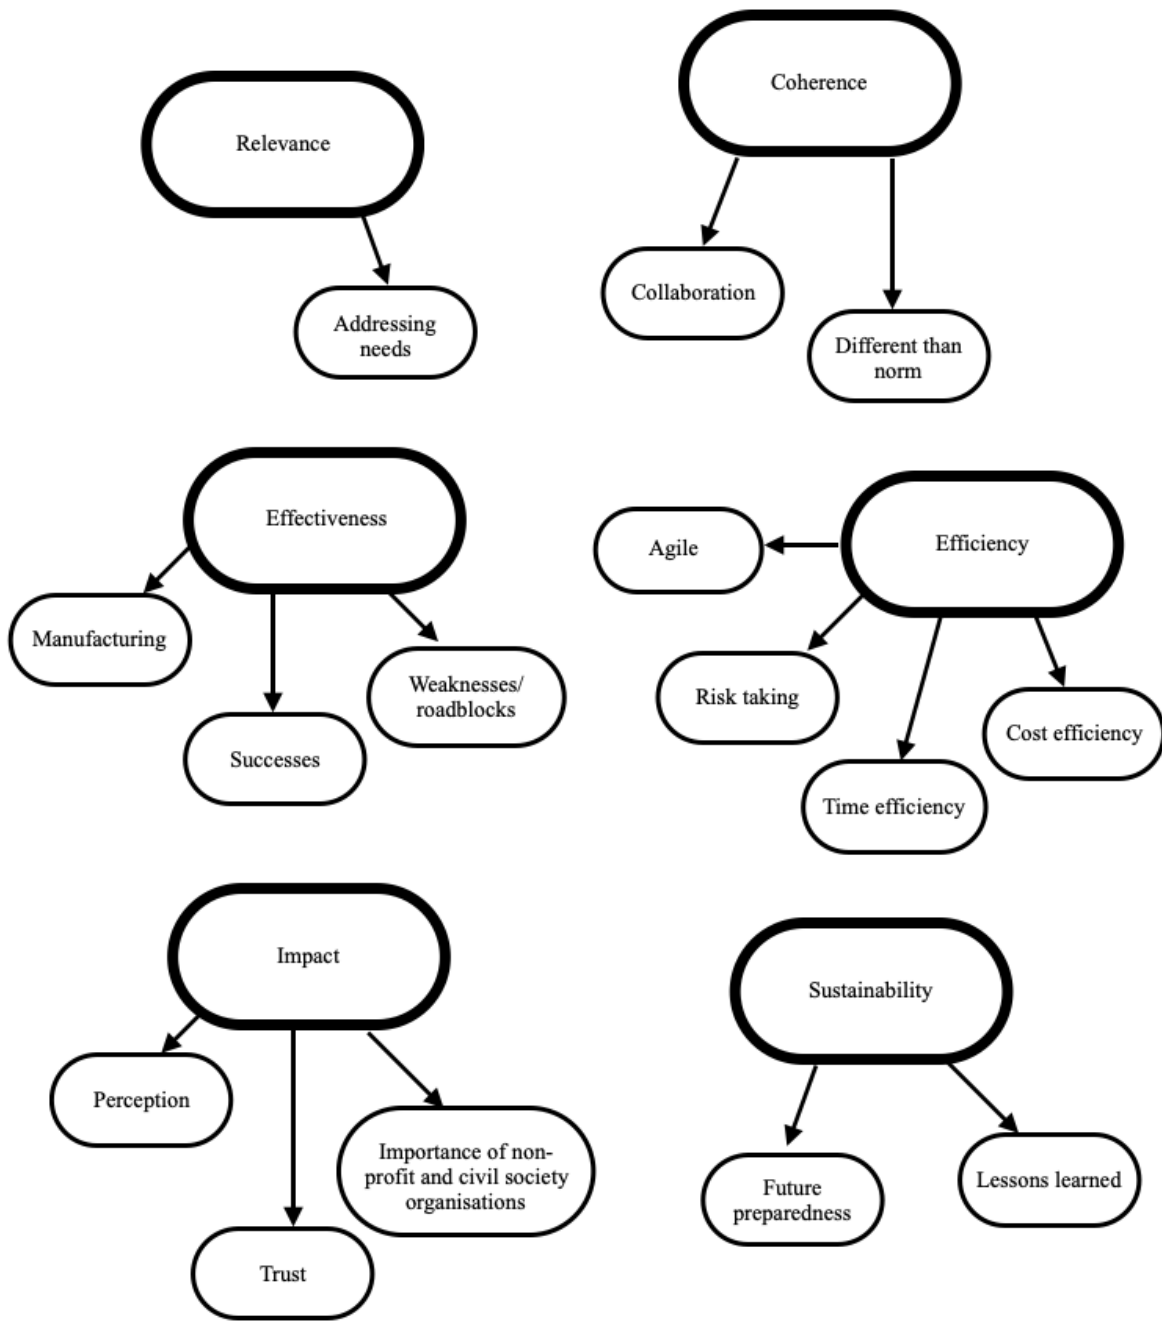 Relevance
Addressing
needs
Coherence
Collaboration
Different than
norm
Effectiveness
Manufacturing
Successes
Weaknesses/
roadblocks
Efficiency
Agile
Risk taking
Time efficiency
Cost efficiency
Impact
Perception
Trust
Importance of non-
profit and civil society
organisations
Sustainability
Future
preparedness
Lessons learned